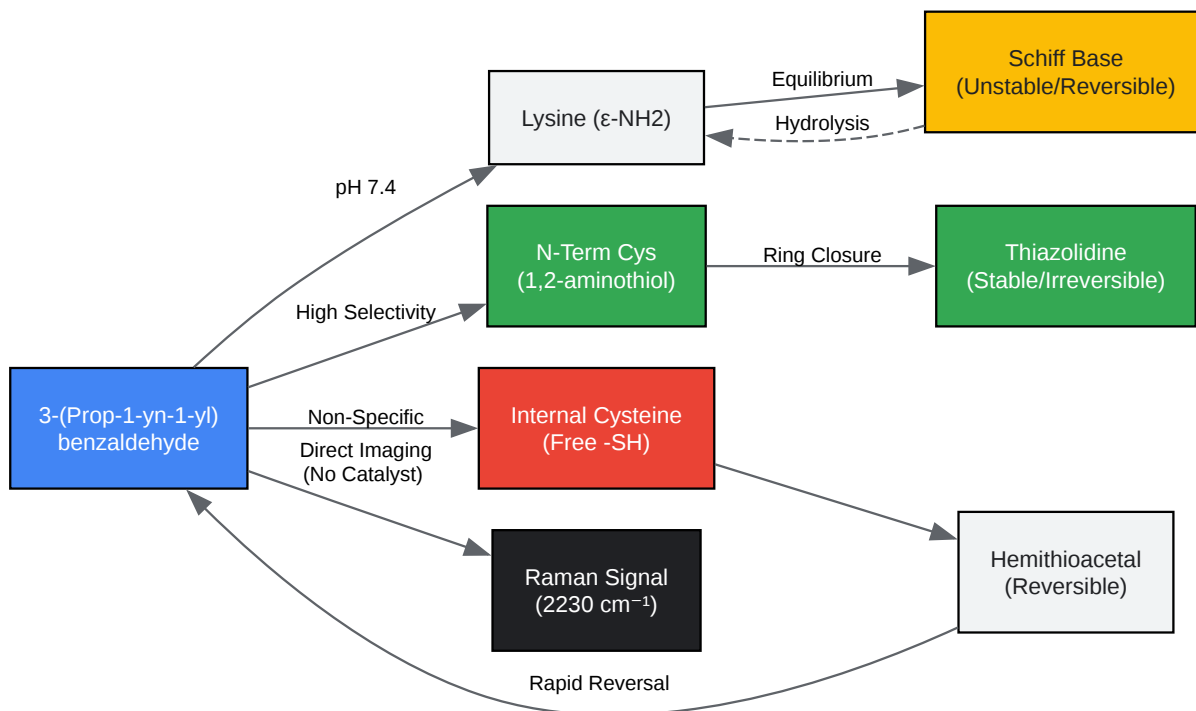 Schiff Base
(Unstable/Reversible)
Equilibrium
Lysine (ε-NH2)
Hydrolysis
pH 7.4
N-Term Cys
(1,2-aminothiol)
Ring Closure
Thiazolidine
(Stable/Irreversible)
High Selectivity
3-(Prop-1-yn-1-yl)
benzaldehyde
Non-Specific
Internal Cysteine
(Free -SH)
Direct Imaging
(No Catalyst)
Raman Signal
(2230 cm⁻¹)
Hemithioacetal
(Reversible)
Rapid Reversal